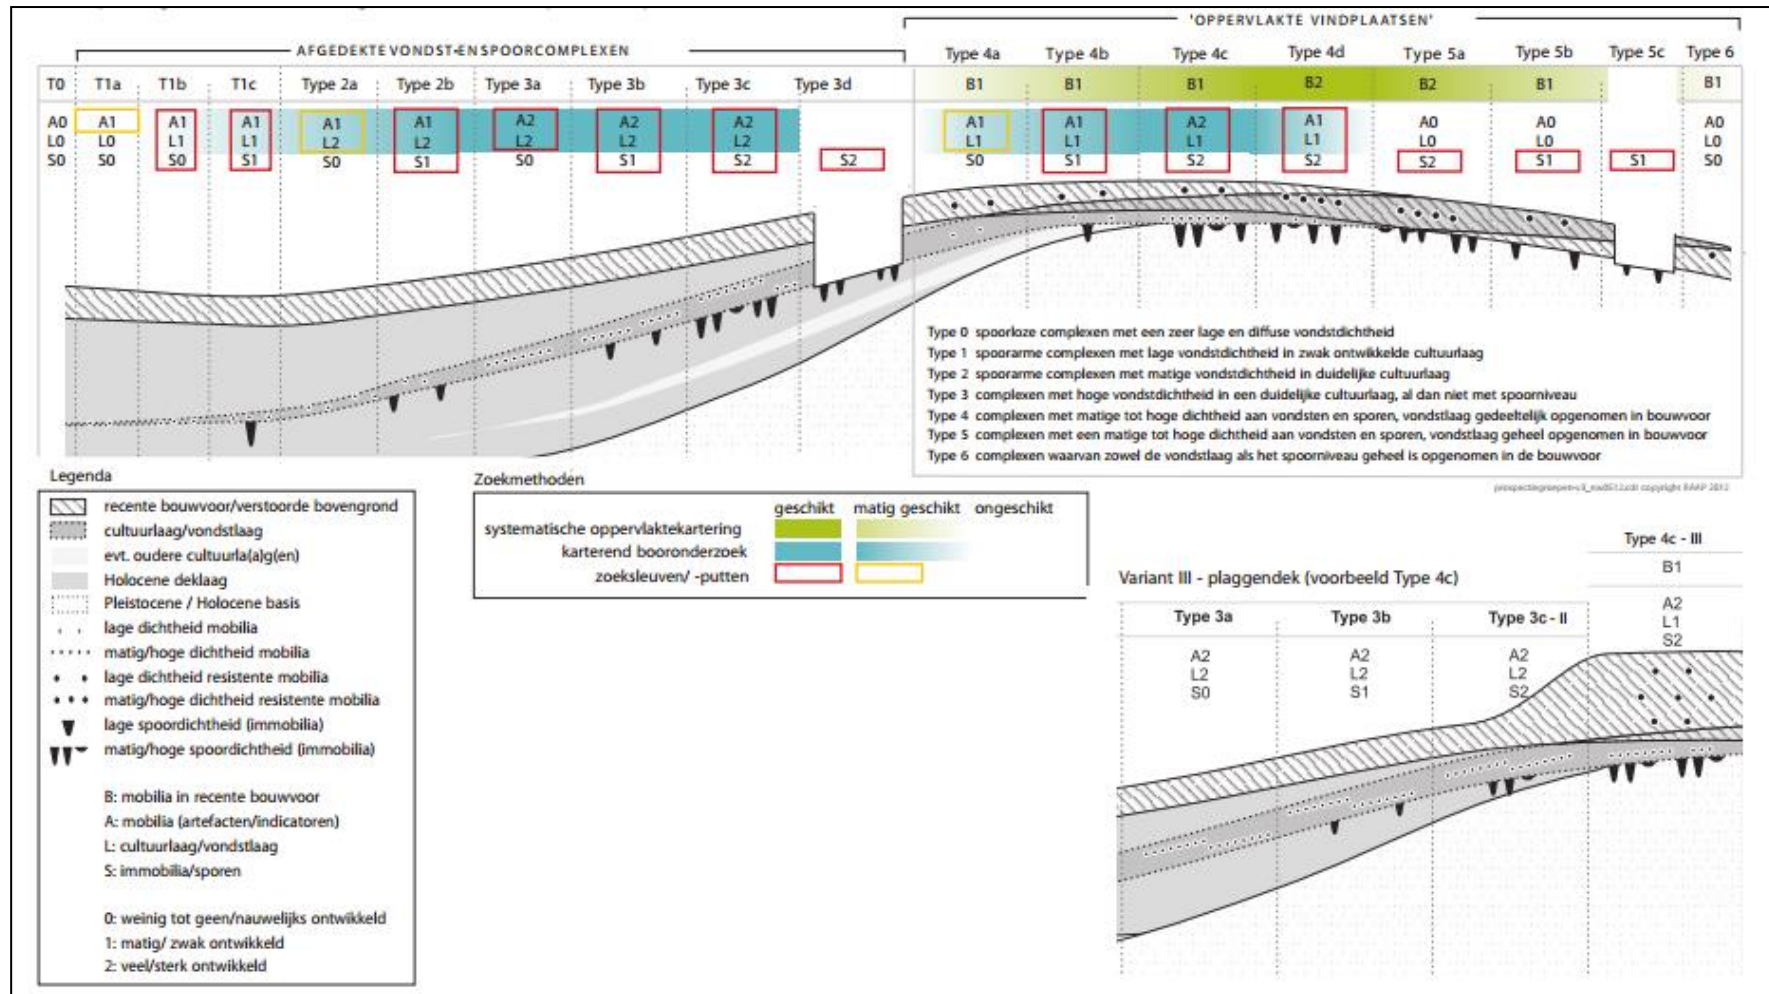 'OPPERVLAKTE VINDPLAATSEN'
AFGEDEKTE VONDST-EN SPOORCOMPLEXEN
Type 4a Type 4b Type 4c Type 4d Type 5a Type 5b Type 5c Type 6
T0 T1a T1b T1c Type 2a Type 2b Type 3a Type 3b Type 3c Type 3d
B1 B1 B1 B2 B2 B1 B1
A0 A1 A1 A1 A1 A1 A2 A2 A2 A1 A1 A2 A1 A0 A0 A0
L0 L0 L1 L1 L2 L2 L2 L2 L2 L1 L1 L1 L1 L0 L0 L0
S0 S0 S0 S1 S0 S1 S0 S1 S2 S2 S0 S1 S2 S2 S2 S1 S1 S0
Type 0 spoorloze complexen met een zeer lage en diffuse vondstdichtheid
Type 1 spoorarme complexen met lage vondstdichtheid in zwak ontwikkelde cultuurlaag
Type 2 spoorarme complexen met matige vondstdichtheid in duidelijke cultuurlaag
Type 3 complexen met hoge vondstdichtheid in een duidelijke cultuurlaag, al dan niet met spoorniveau
Type 4 complexen met matige tot hoge dichtheid aan vondsten en sporen, vondstlaag gedeeltelijk opgenomen in bouwvoor
Type 5 complexen met een matige tot hoge dichtheid aan vondsten en sporen, vondstlaag geheel opgenomen in bouwvoor
Type 6 complexen waarvan zowel de vondstlaag als het spoorniveau geheel is opgenomen in de bouwvoor
copyright RAAP 2012
Legenda
recente bouwvoor/verstoorde bovengrond
cultuurlaag/vondstlaag
evt. oudere cultuurla(a)g(en)
Holocene deklaag
Pleistocene / Holocene basis
lage dichtheid mobilia
matig/hoge dichtheid mobilia
lage dichtheid resistente mobilia
matig/hoge dichtheid resistente mobilia
lage spoordichtheid (immobilia)
matig/hoge spoordichtheid (immobilia)
B: mobilia in recente bouwvoor
A: mobilia (artefacten/indicatoren)
L: cultuurlaag/vondstlaag
S: immobilia/sporen
0: weinig tot geen/nauwelijks ontwikkeld
1: matig/ zwak ontwikkeld
2: veel/sterk ontwikkeld
Zoekmethoden
geschikt matig geschikt ongeschikt
systematische oppervlaktekartering
karterend booronderzoek
zoeksleuven/ -putten
Variant III - plaggendek (voorbeeld Type 4c)
Type 4c - III
B1
A2
L1
S2
Type 3a Type 3b Type 3c - II
A2 A2 A2
L2 L2 L2
S0 S1 S2